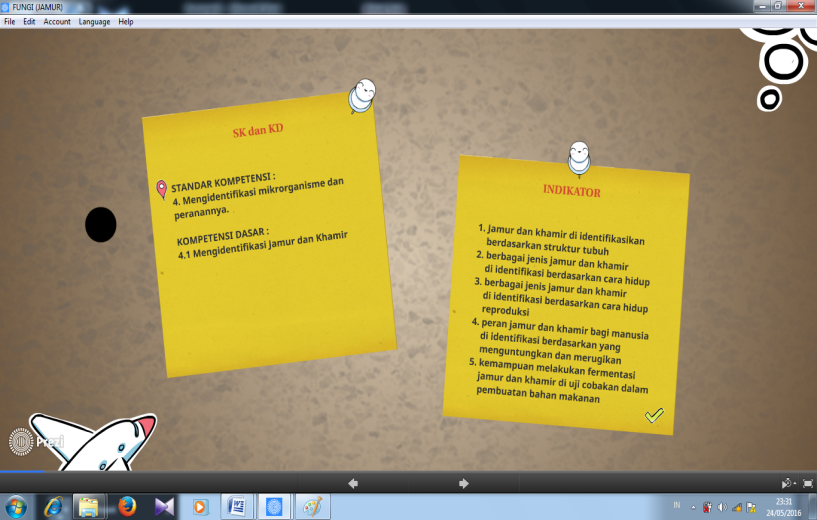 FUNGI (JAMUR)
File Edit Account Language Help
SK dan KD
STANDAR KOMPETENSI :
4. Mengidentifikasi mikrorganisme dan
peranannya.
KOMPETENSI DASAR :
4.1 Mengidentifikasi jamur dan Khamir
INDIKATOR
1. Jamur dan khamir di identifikasikan
berdasarkan struktur tubuh
2. berbagai jenis jamur dan khamir
di identifikasi berdasarkan cara hidup
3. berbagai jenis jamur dan khamir
di identifikasi berdasarkan cara hidup
reproduksi
4. peran jamur dan khamir bagi manusia
di identifikasi berdasarkan yang
menguntungkan dan merugikan
5. kemampuan melakukan fermentasi
jamur dan khamir di uji cobakan dalam
pembuatan bahan makanan
Prezi
IN
23:31
24/05/2016